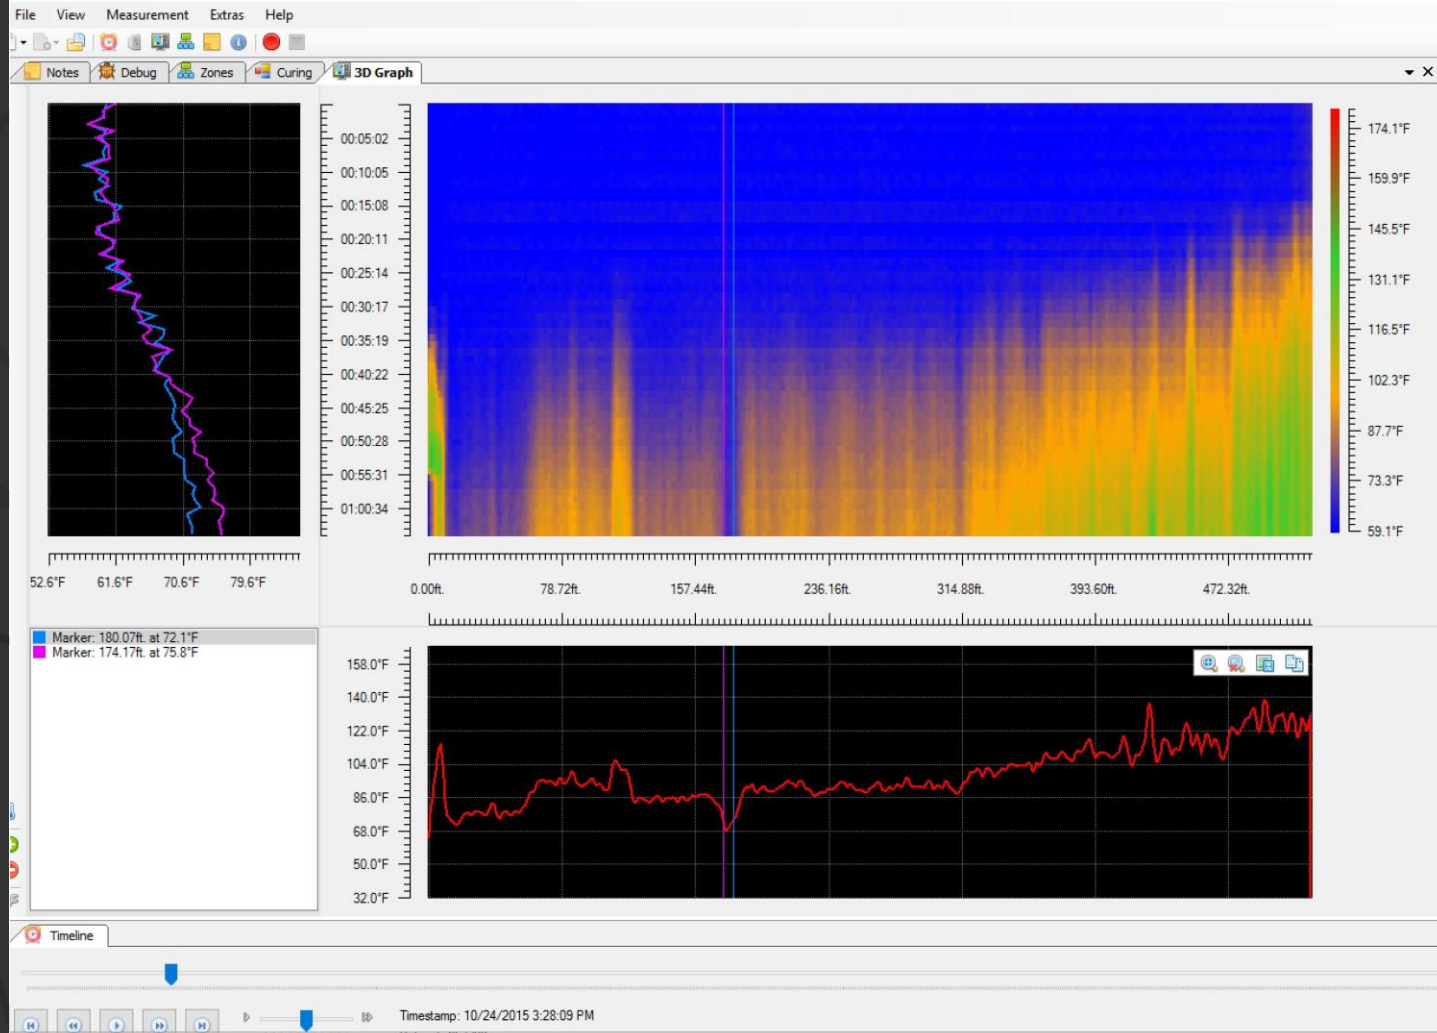 File View Measurement Extras Help
Notes Debug Zones Curing 3D Graph
00:05:02
00:10:05
00:15:08
00:20:11
00:25:14
00:30:17
00:35:19
00:40:22
00:45:25
00:50:28
00:55:31
01:00:34
174.1°F
159.9°F
145.5°F
131.1°F
116.5°F
102.3°F
87.7°F
73.3°F
59.1°F
52.6°F 61.6°F 70.6°F 79.6°F
0.00ft. 78.72ft. 157.44ft. 236.16ft. 314.88ft. 393.60ft. 472.32ft.
Marker: 180.07ft. at 72.1°F
Marker: 174.17ft. at 75.8°F
158.0°F
140.0°F
122.0°F
104.0°F
86.0°F
68.0°F
50.0°F
32.0°F
Timeline
Timestamp: 10/24/2015 3:28:09 PM